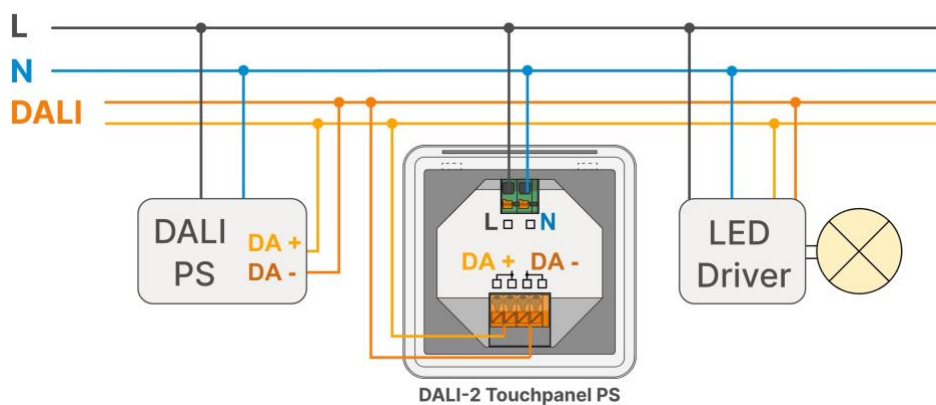 L
N
DALI
DALI
PS
DA +
DA -
L N
DA + DA -
LED
Driver
DALI-2 Touchpanel PS